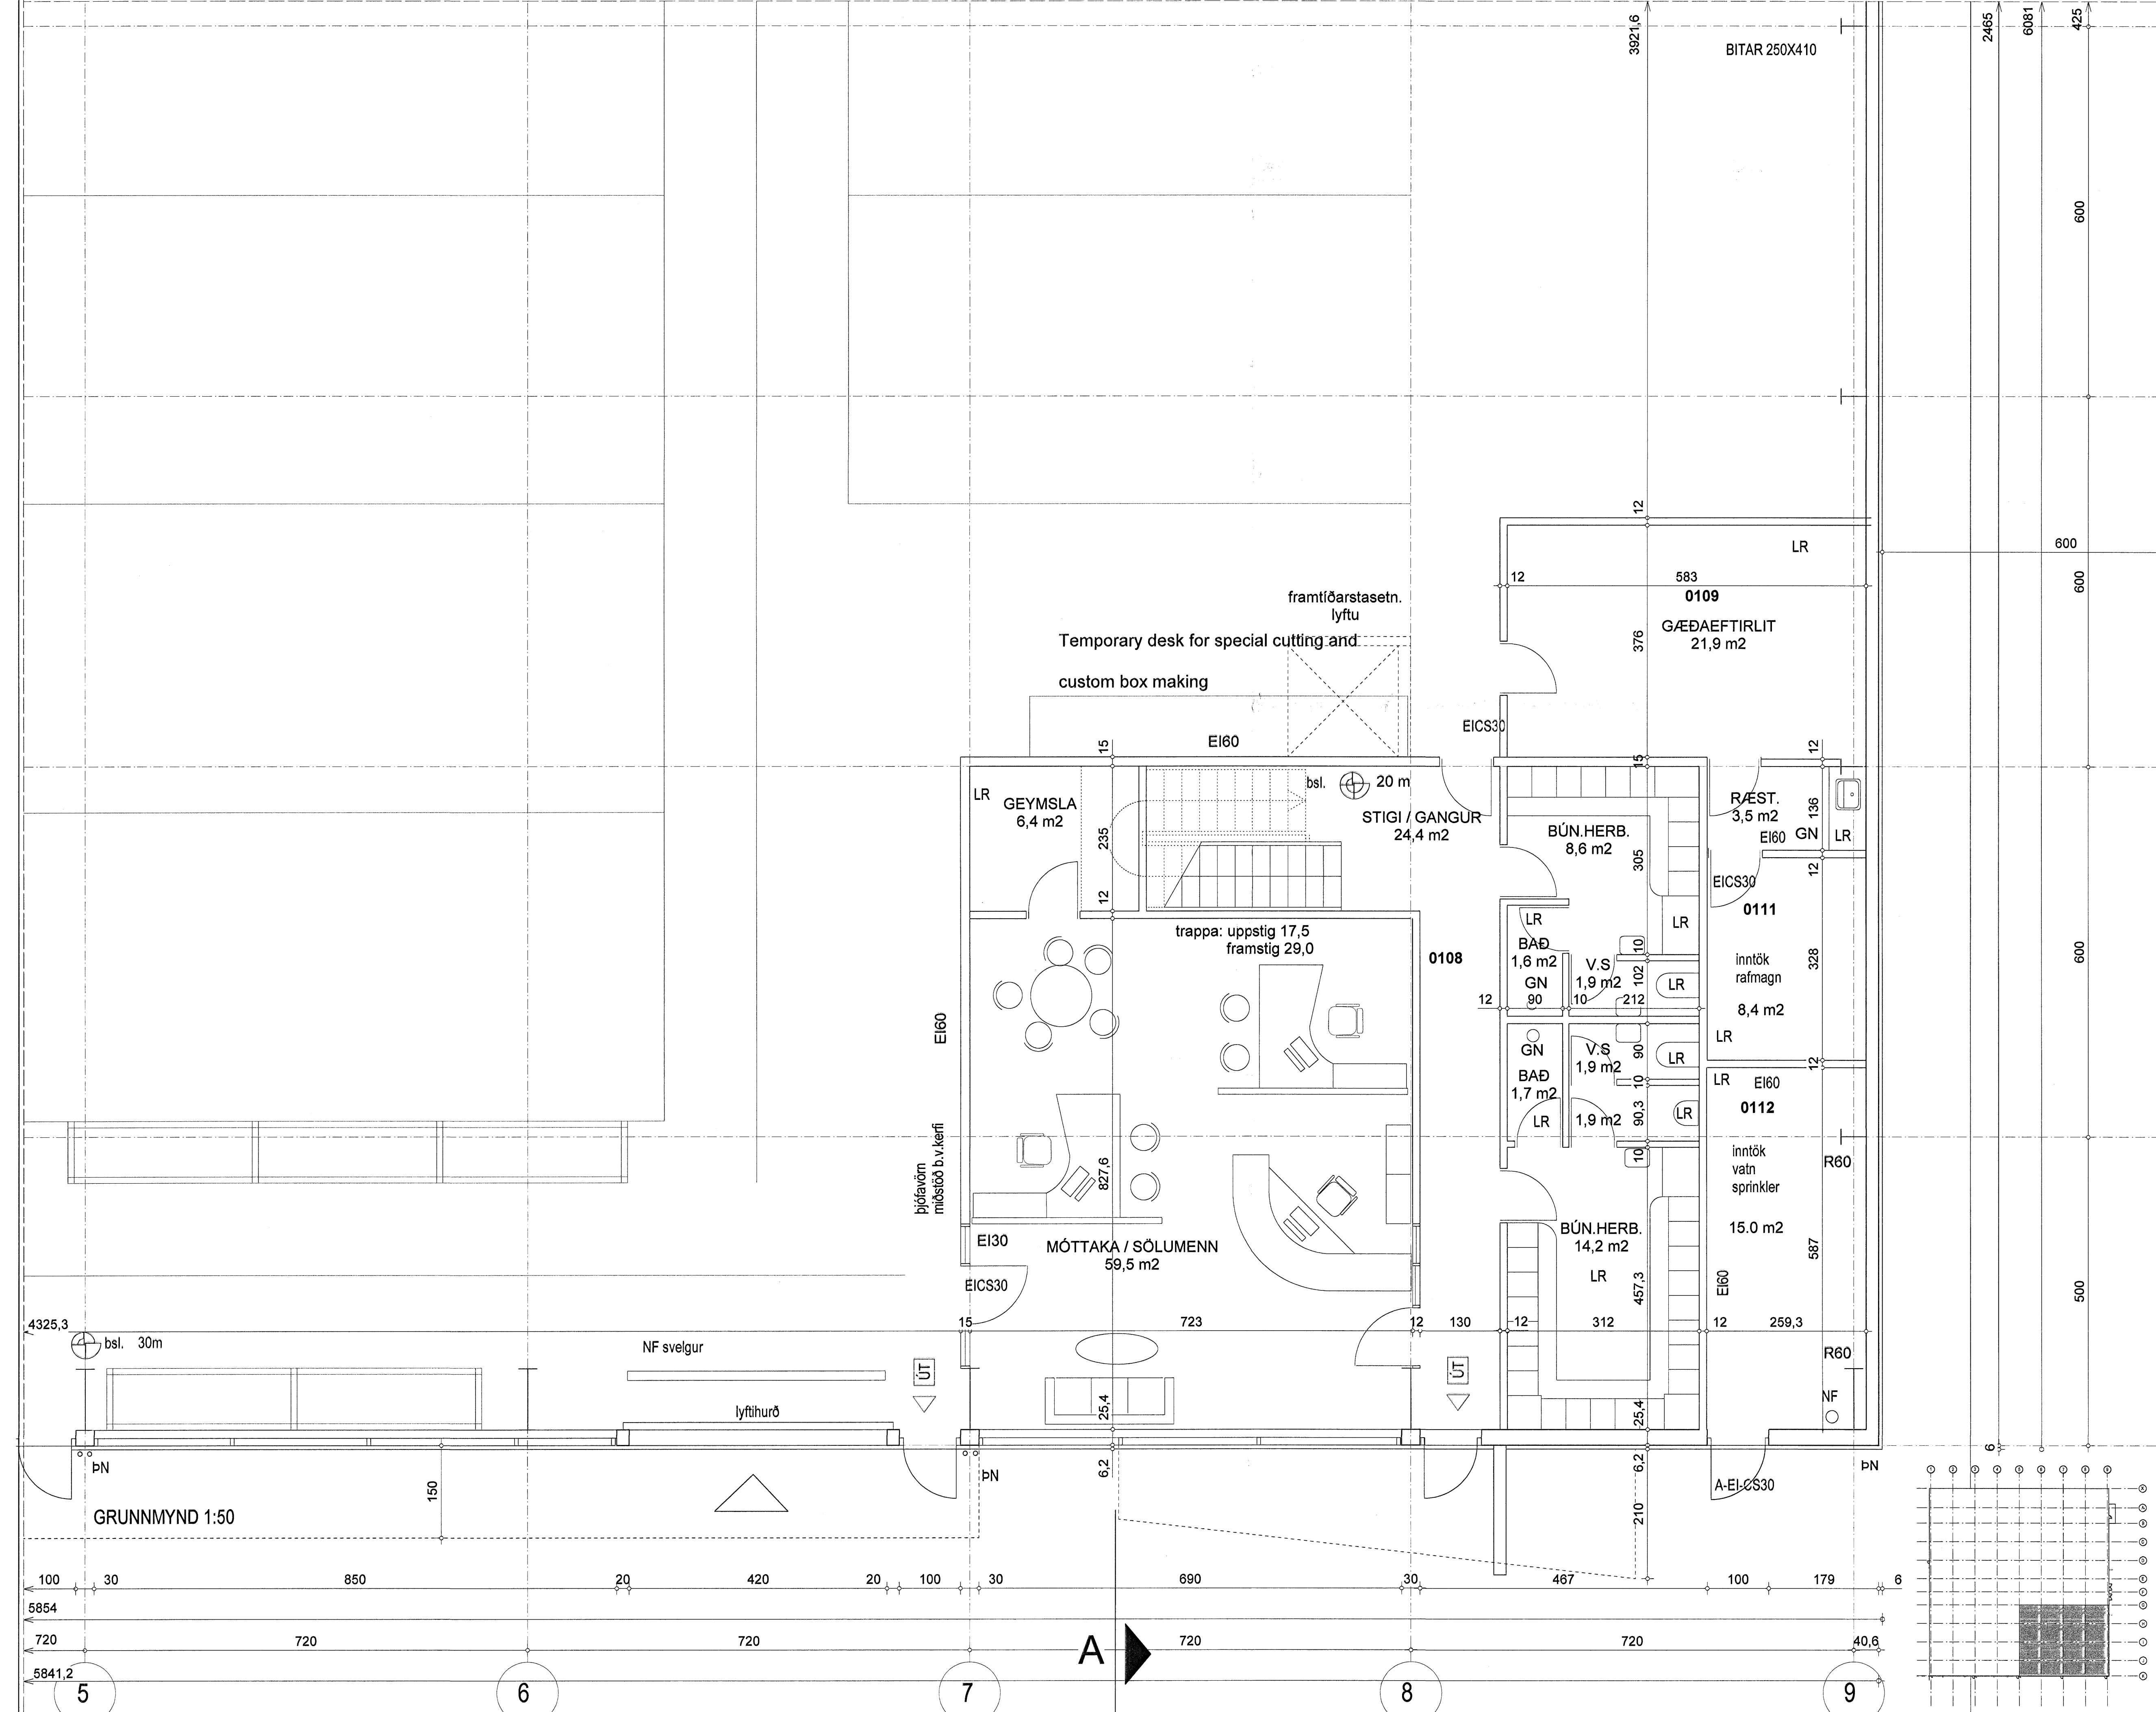 3921,6
BITAR 250X410
2465
6081
425
600
12
LR
600
12
583
0109
600
framtíðarstasetn.
lyftu
GÆÐAEFTIRLIT
21,9 m2
376
Temporary desk for special cutting and
custom box making
EICS30
EI60
15
15
12
LR
GEYMSLA
6,4 m2
bsl.
20 m
STIGI / GANGUR
24,4 m2
235
BÚN.HERB.
8,6 m2
305
RÆST.
3,5 m2
136
EI60
GN
LR
12
12
EICS30
0111
trappa: uppstig 17,5
framstig 29,0
LR
LR
BAÐ
1,6 m2
GN
10
V.S
1,9 m2
102
LR
0108
inntök
rafmagn
8,4 m2
328
600
12
90
10
212
EI60
LR
GN
BAÐ
1,7 m2
V.S
1,9 m2
90
LR
12
10
LR
EI60
0112
LR
1,9 m2
90,3
LR
þjófavörn
miðstöð b.v.kerfi
827,6
10
inntök
vatn
sprinkler
R60
15.0 m2
EI30
MÓTTAKA / SÖLUMENN
59,5 m2
BÚN.HERB.
14,2 m2
LR
587
EICS30
457,3
EI60
500
4325,3
15
723
12
130
12
312
12
259,3
bsl.
30m
NF svelgur
ÚT
ÚT
R60
lyftihurð
25,4
25,4
NF
6
ÞN
ÞN
6,2
6,2
ÞN
A-EI-CS30
150
210
GRUNNMYND 1:50
100
30
850
20
420
20
100
30
690
30
467
100
179
6
5854
720
720
720
A
720
720
40,6
5841,2
5
6
7
8
9